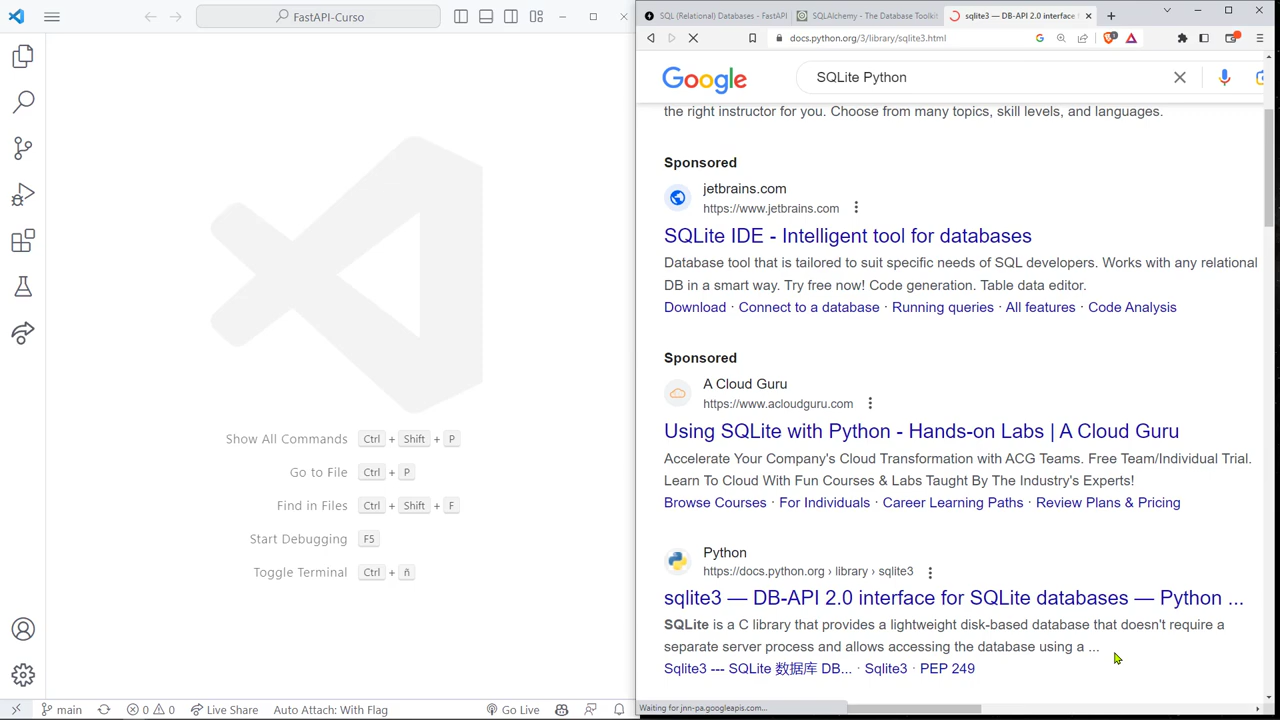 FastAPI-Curso
Show All Commands Ctrl + Shift + P
Go to File Ctrl + P
Find in Files Ctrl + Shift + F
Start Debugging F5
Toggle Terminal Ctrl + ñ
main 0 0 Live Share Auto Attach: With Flag Go Live
SQL (Relational) Databases - FastAPI
SQLAlchemy - The Database Toolkit
sqlite3 — DB-API 2.0 interface
docs.python.org/3/library/sqlite3.html
Google
SQLite Python
the right instructor for you. Choose from many topics, skill levels, and languages.
Sponsored
jetbrains.com
https://www.jetbrains.com
SQLite IDE - Intelligent tool for databases
Database tool that is tailored to suit specific needs of SQL developers. Works with any relational
DB in a smart way. Try free now! Code generation. Table data editor.
Download · Connect to a database · Running queries · All features · Code Analysis
Sponsored
A Cloud Guru
https://www.acloudguru.com
Using SQLite with Python - Hands-on Labs | A Cloud Guru
Accelerate Your Company's Cloud Transformation with ACG Teams. Free Team/Individual Trial.
Learn To Cloud With Fun Courses & Labs Taught By The Industry's Experts!
Browse Courses · For Individuals · Career Learning Paths · Review Plans & Pricing
Python
https://docs.python.org › library › sqlite3
sqlite3 — DB-API 2.0 interface for SQLite databases — Python ...
SQLite is a C library that provides a lightweight disk-based database that doesn't require a
separate server process and allows accessing the database using a ...
Sqlite3 --- SQLite 数据库 DB... · Sqlite3 · PEP 249
Waiting for jnn-pa.googleapis.com...